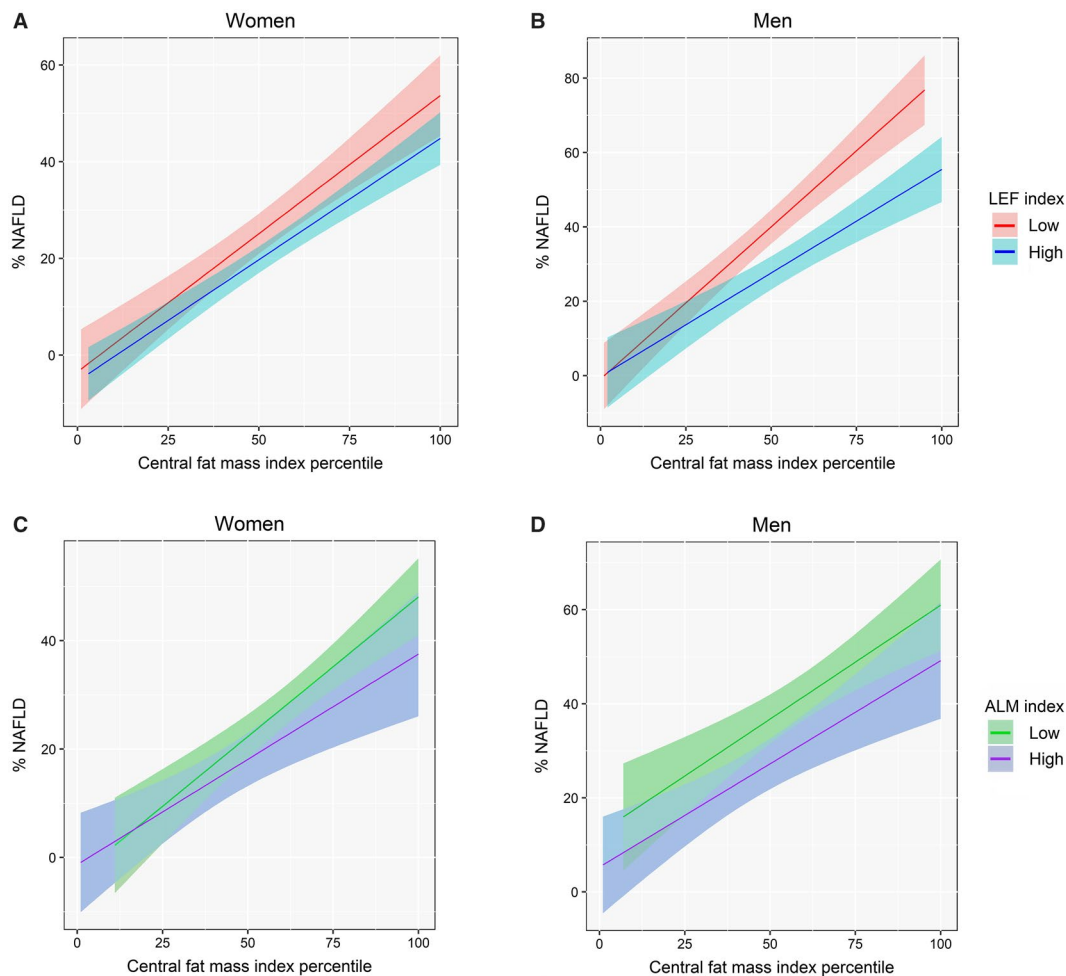 A
Women
60
40
20
0
% NAFLD
0 25 50 75 100
Central fat mass index percentile
B
Men
80
60
40
20
0
% NAFLD
0 25 50 75 100
Central fat mass index percentile
LEF index
Low
High
C
Women
40
20
0
% NAFLD
0 25 50 75 100
Central fat mass index percentile
D
Men
60
40
20
0
% NAFLD
0 25 50 75 100
Central fat mass index percentile
ALM index
Low
High